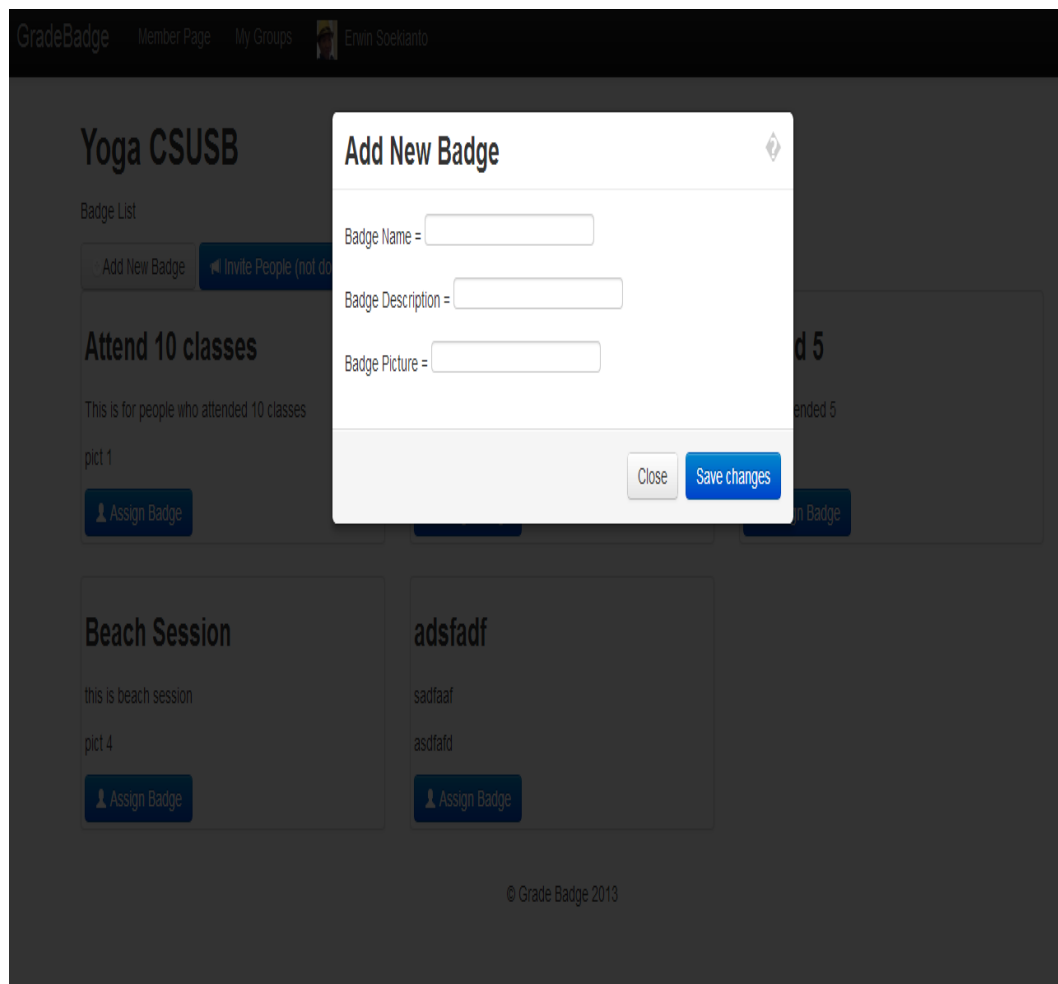 GradeBadge Member Page My Groups Erwin Soekianto
Yoga CSUSB
Badge List
Add New Badge Invite People (not do
Add New Badge
Badge Name =
Badge Description =
Badge Picture =
Close Save changes
Attend 10 classes
This is for people who attended 10 classes
pict 1
Assign Badge
d 5
ended 5
Badge
Beach Session
this is beach session
pict 4
Assign Badge
adsfadf
sadfaaf
asdfafd
Assign Badge
© Grade Badge 2013